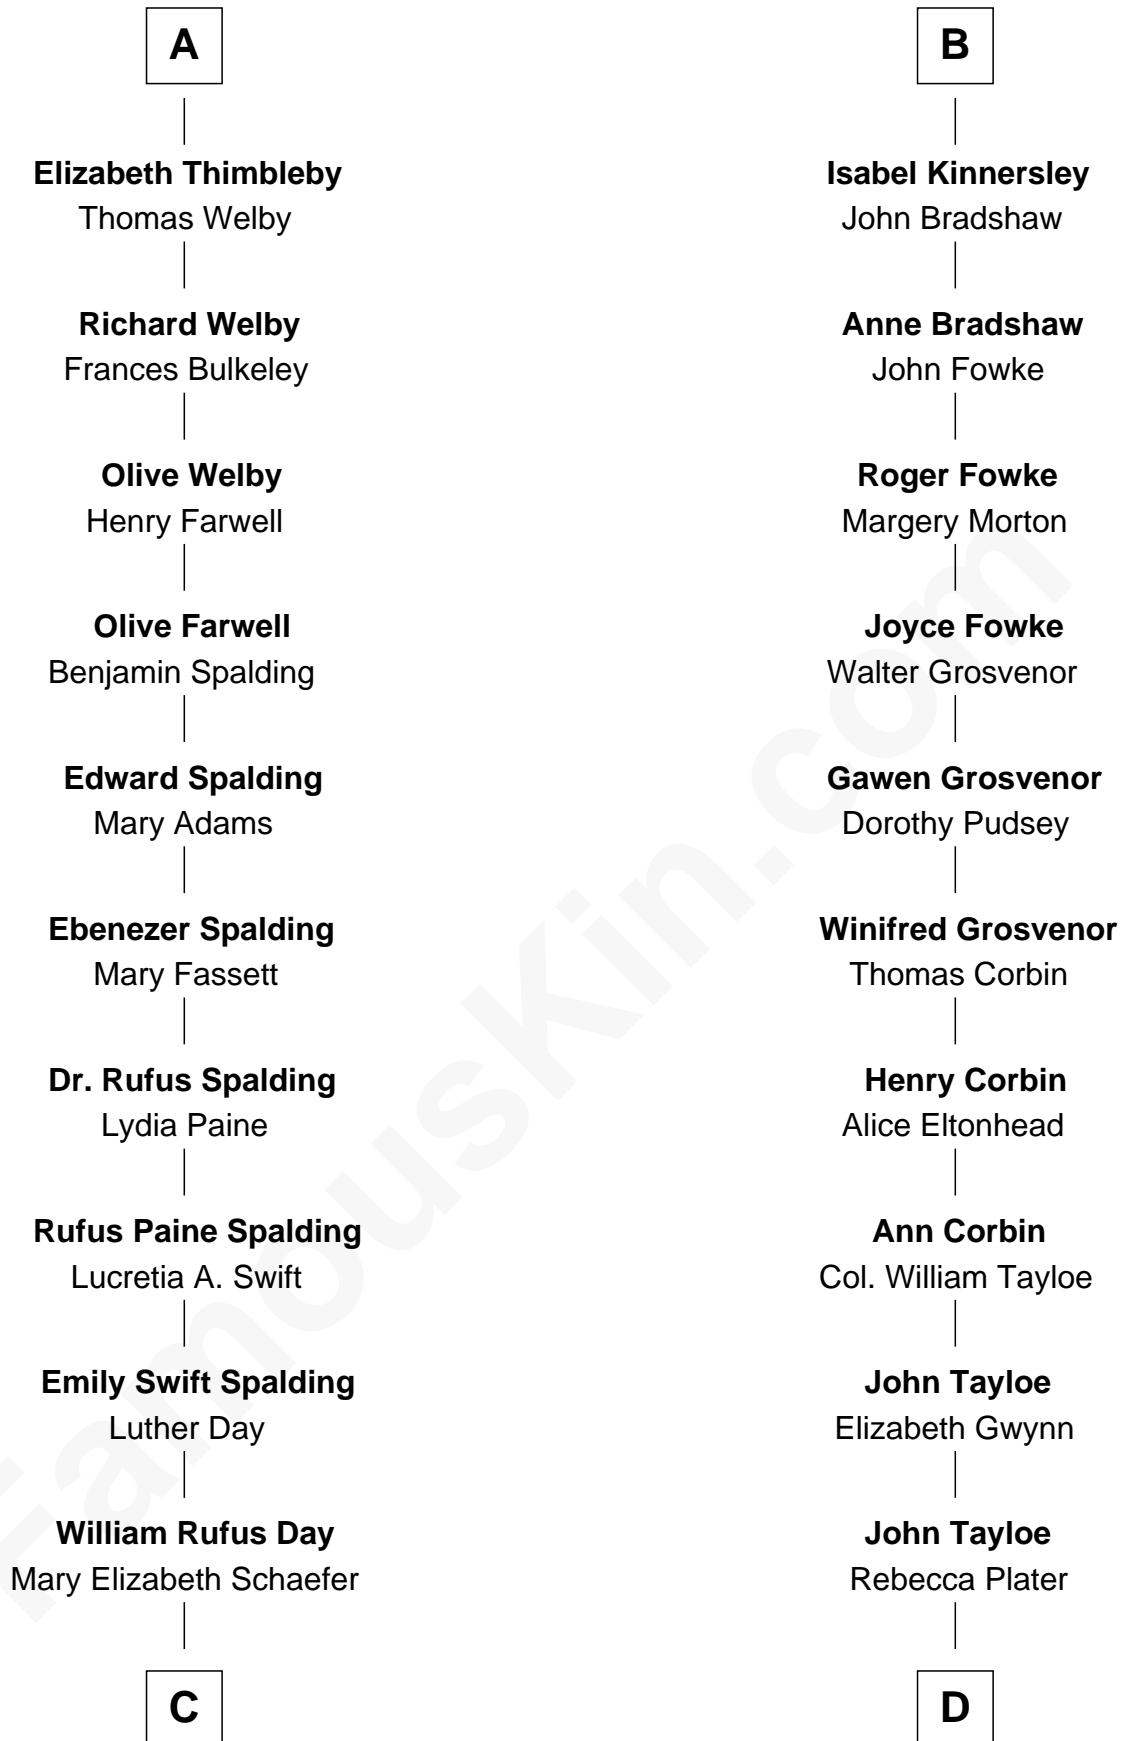 A
Elizabeth Thimbleby
Thomas Welby
Richard Welby
Frances Bulkeley
Olive Welby
Henry Farwell
Olive Farwell
Benjamin Spalding
Edward Spalding
Mary Adams
Ebenezer Spalding
Mary Fassett
Dr. Rufus Spalding
Lydia Paine
Rufus Paine Spalding
Lucretia A. Swift
Emily Swift Spalding
Luther Day
William Rufus Day
Mary Elizabeth Schaefer
C
B
Isabel Kinnersley
John Bradshaw
Anne Bradshaw
John Fowke
Roger Fowke
Margery Morton
Joyce Fowke
Walter Grosvenor
Gawen Grosvenor
Dorothy Pudsey
Winifred Grosvenor
Thomas Corbin
Henry Corbin
Alice Eltonhead
Ann Corbin
Col. William Tayloe
John Tayloe
Elizabeth Gwynn
John Tayloe
Rebecca Plater
D
FamousKin.com